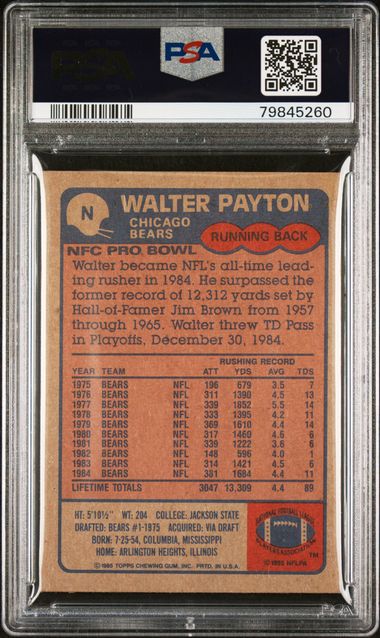 PSA
PSA
79845260
N
WALTER PAYTON
CHICAGO
BEARS
RUNNING BACK
NFC PRO BOWL
Walter became NFL's all-time lead-
ing rusher in 1984. He surpassed the
former record of 12,312 yards set by
Hall-of-Famer Jim Brown from 1957
through 1965. Walter threw TD Pass
in Playoffs, December 30, 1984.
RUSHING RECORD
YEAR TEAM ATT YDS AVG TDS
1975 BEARS NFL 196 679 3.5 7
1976 BEARS NFL 311 1390 4.5 13
1977 BEARS NFL 339 1852 5.5 14
1978 BEARS NFL 333 1395 4.2 11
1979 BEARS NFL 369 1610 4.4 14
1980 BEARS NFL 317 1460 4.6 6
1981 BEARS NFL 339 1222 3.6 6
1982 BEARS NFL 148 596 4.0 1
1983 BEARS NFL 314 1421 4.5 6
1984 BEARS NFL 381 1684 4.4 11
LIFETIME TOTALS 3047 13,309 4.4 89
HT: 5'10½" WT: 204 COLLEGE: JACKSON STATE
DRAFTED: BEARS #1-1975 ACQUIRED: VIA DRAFT
BORN: 7-25-54, COLUMBIA, MISSISSIPPI
HOME: ARLINGTON HEIGHTS, ILLINOIS
© 1985 TOPPS CHEWING GUM, INC. PRTD. IN U.S.A.
NATIONAL FOOTBALL LEAGUE
PLAYERS ASSOCIATION
TM
© 1985 NFLPA